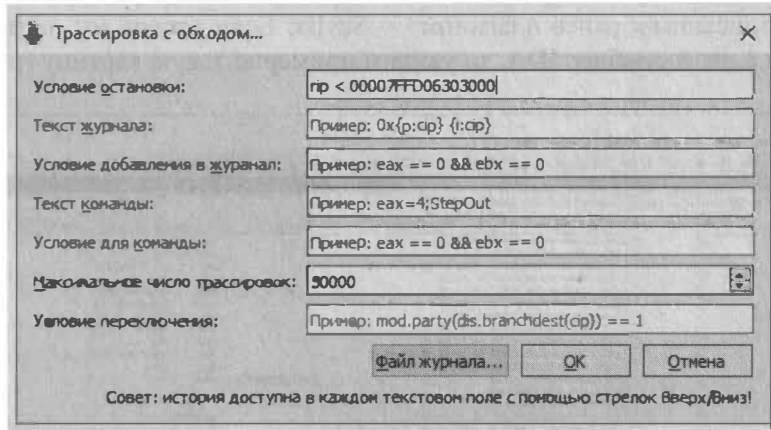 Трассировка с обходом...
Условие остановки: rip < 00007FFD06303000
Текст журнала: Пример: 0x{p:cip} {i:cip}
Условие добавления в журнал: Пример: eax == 0 && ebx == 0
Текст команды: Пример: eax=4;StepOut
Условие для команды: Пример: eax == 0 && ebx == 0
Максимальное число трассировок: 50000
Условие переключения: Пример: mod.party(dis.branchdest(cip)) == 1
Файл журнала... OK Отмена
Совет: история доступна в каждом текстовом поле с помощью стрелок Вверх/Вниз!